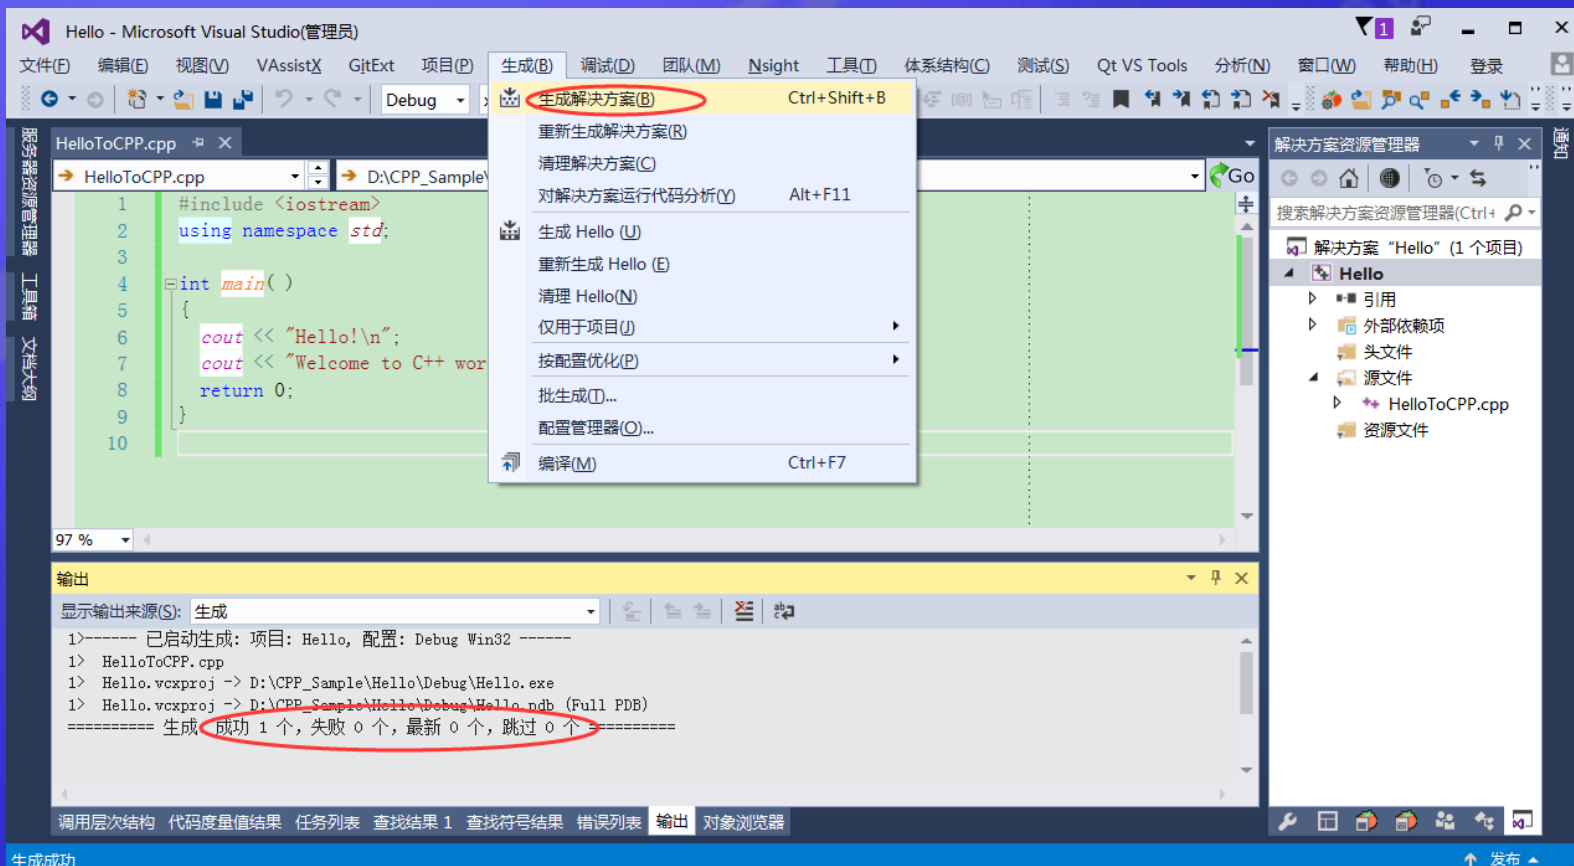 Hello - Microsoft Visual Studio(管理员)
1
文件(F) 编辑(E) 视图(V) VAssistX GitExt 项目(P) 生成(B) 调试(D) 团队(M) Nsight 工具(T) 体系结构(C) 测试(S) Qt VS Tools 分析(N) 窗口(W) 帮助(H) 登录
Debug
生成解决方案(B) Ctrl+Shift+B
重新生成解决方案(R)
清理解决方案(C)
对解决方案运行代码分析(Y) Alt+F11
生成 Hello (U)
重新生成 Hello (E)
清理 Hello(N)
仅用于项目(J)
按配置优化(P)
批生成(T)...
配置管理器(O)...
编译(M) Ctrl+F7
服务器资源管理器
工具箱
文档大纲
HelloToCPP.cpp
HelloToCPP.cpp D:\CPP_Sample\ Go
1 #include <iostream>
2 using namespace std;
3
4 int main( )
5 {
6 cout << "Hello!\n";
7 cout << "Welcome to C++ wor
8 return 0;
9 }
10
97 %
解决方案资源管理器
搜索解决方案资源管理器(Ctrl+
解决方案 “Hello” (1 个项目)
Hello
引用
外部依赖项
头文件
源文件
HelloToCPP.cpp
资源文件
通知
输出
显示输出来源(S): 生成
1>------ 已启动生成: 项目: Hello, 配置: Debug Win32 ------
1> HelloToCPP.cpp
1> Hello.vcxproj -> D:\CPP_Sample\Hello\Debug\Hello.exe
1> Hello.vcxproj -> D:\CPP_Sample\Hello\Debug\Hello.pdb (Full PDB)
========== 生成: 成功 1 个，失败 0 个，最新 0 个，跳过 0 个 ==========
调用层次结构 代码度量值结果 任务列表 查找结果 1 查找符号结果 错误列表 输出 对象浏览器
生成成功
发布